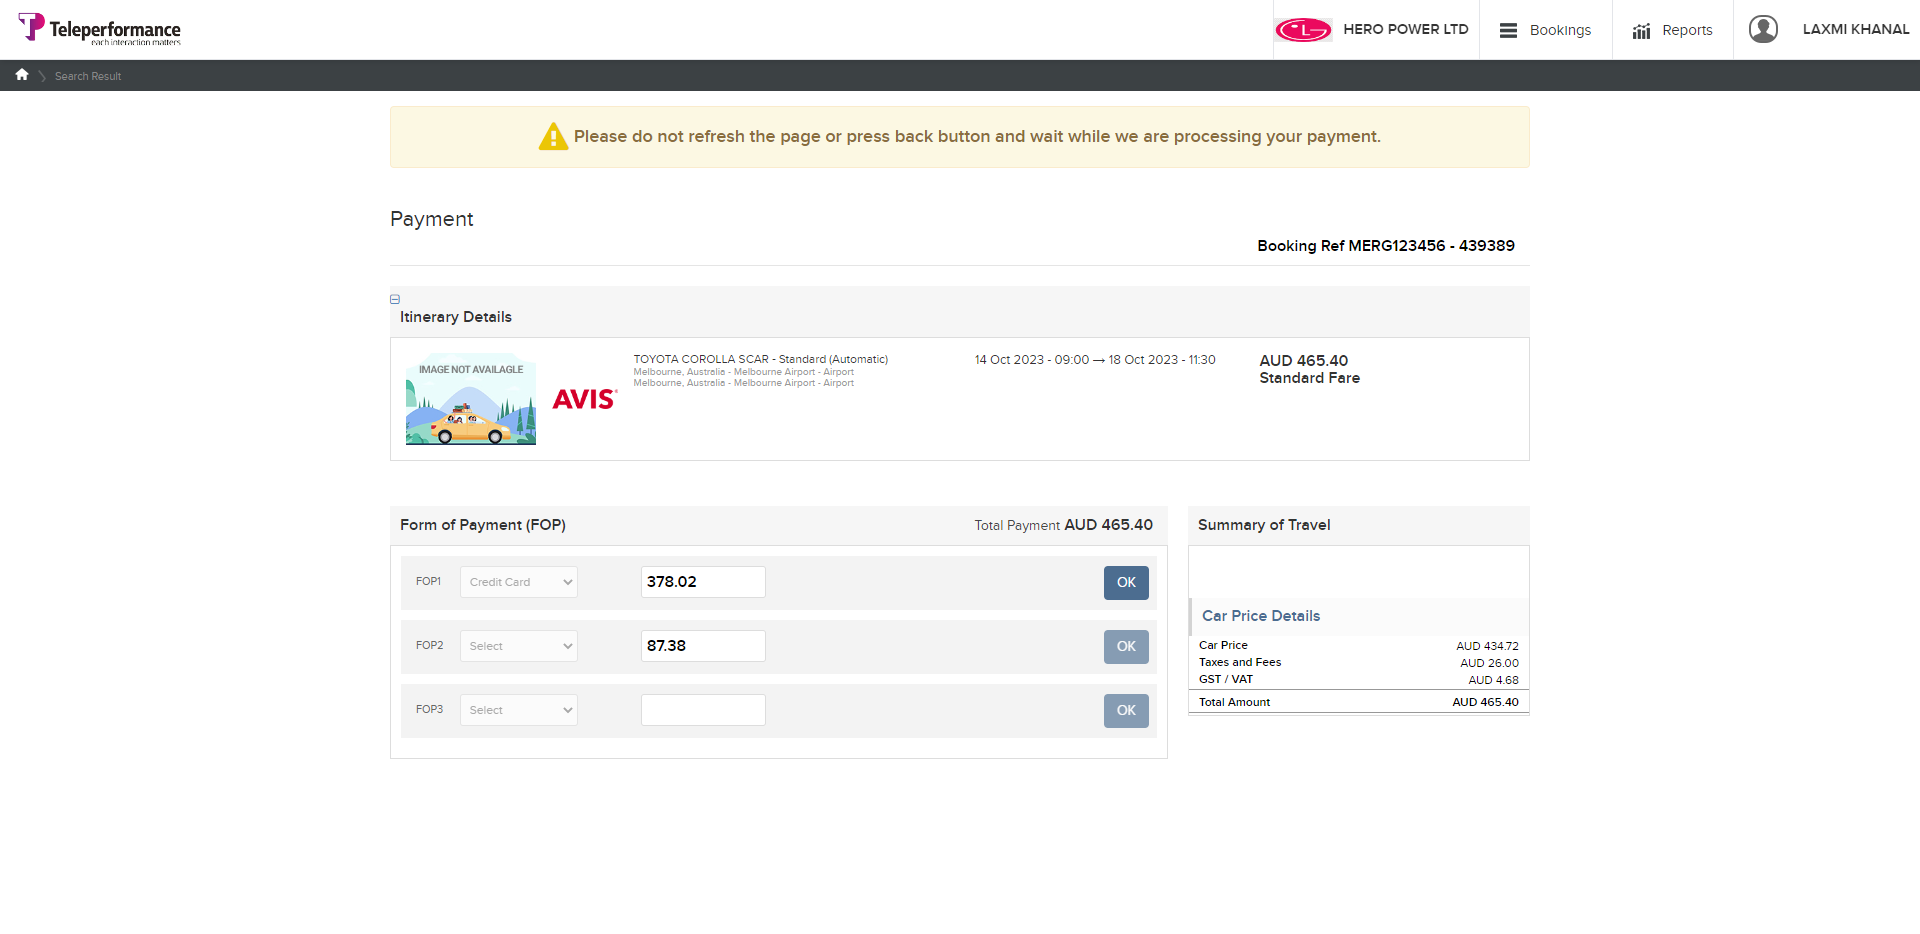 Teleperformance
each interaction matters
HERO POWER LTD
Bookings
Reports
LAXMI KHANAL
Search Result
Please do not refresh the page or press back button and wait while we are processing your payment.
Payment
Booking Ref MERG123456 - 439389
Itinerary Details
IMAGE NOT AVAILAGLE
AVIS
TOYOTA COROLLA SCAR - Standard (Automatic)
Melbourne, Australia - Melbourne Airport - Airport
Melbourne, Australia - Melbourne Airport - Airport
14 Oct 2023 - 09:00 → 18 Oct 2023 - 11:30
AUD 465.40
Standard Fare
Form of Payment (FOP)
Total Payment AUD 465.40
FOP1 Credit Card 378.02 OK
FOP2 Select 87.38 OK
FOP3 Select OK
Summary of Travel
Car Price Details
Car Price AUD 434.72
Taxes and Fees AUD 26.00
GST / VAT AUD 4.68
Total Amount AUD 465.40